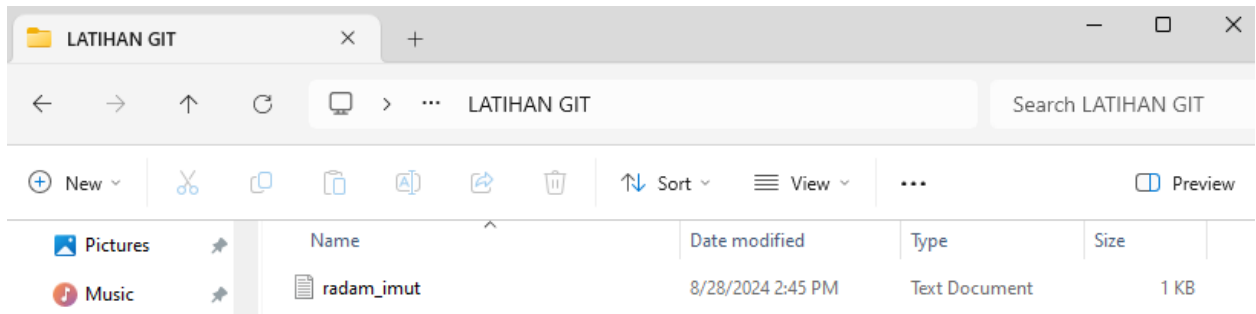 LATIHAN GIT
LATIHAN GIT Search LATIHAN GIT
New Sort View Preview
Pictures Name Date modified Type Size
Music radam_imut 8/28/2024 2:45 PM Text Document 1 KB